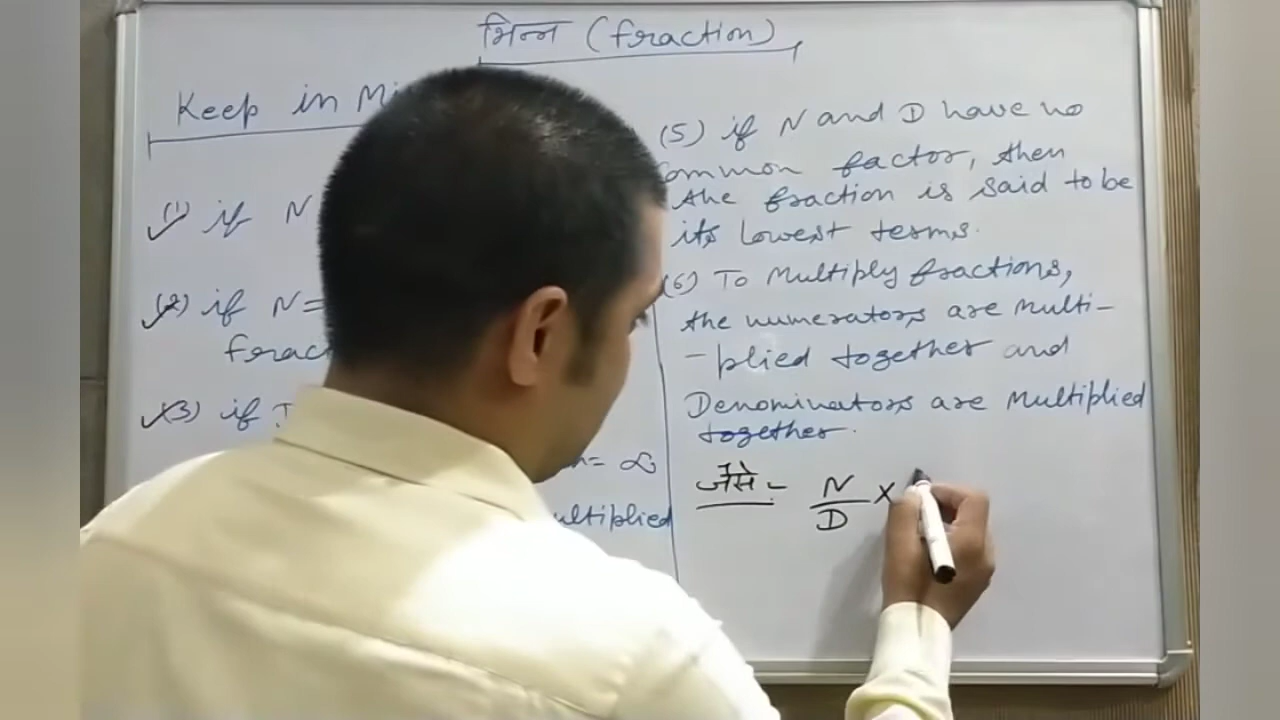 भिन्न (fraction)
Keep in Mi
(1) if N
(2) if N=
frac
(3) if
= ∞
ultiplied
(5) if N and D have no
ommon factor, then
the fraction is said to be
its lowest terms.
(6) To Multiply fractions,
the numerators are multi-
-plied together and
Denominators are Multiplied
together.
जैसे - N/D ×